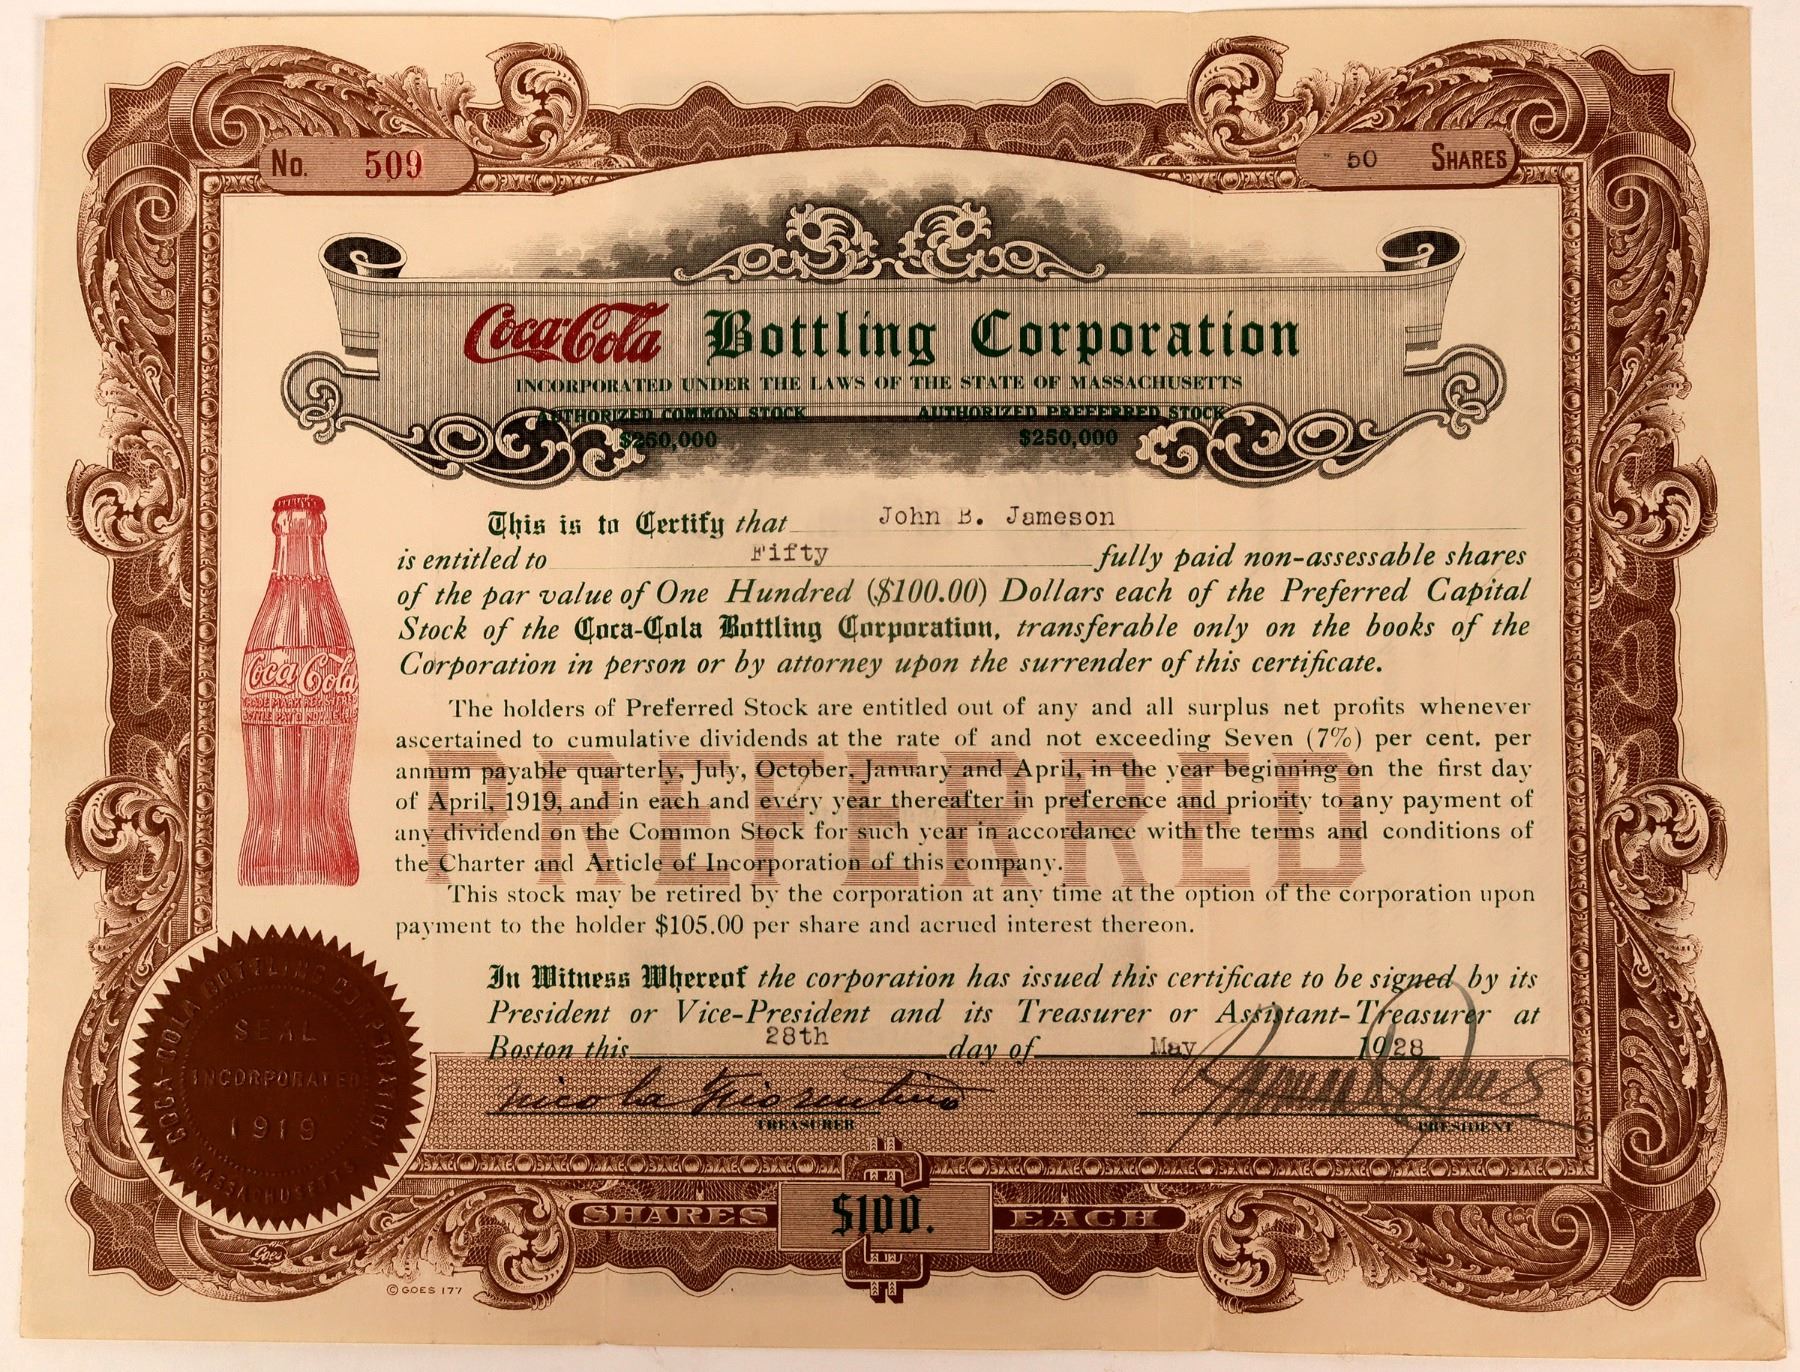 No. 509
50 SHARES
Coca-Cola Bottling Corporation
INCORPORATED UNDER THE LAWS OF THE STATE OF MASSACHUSETTS
AUTHORIZED COMMON STOCK AUTHORIZED PREFERRED STOCK
$250,000 $250,000
This is to Certify that John B. Jameson
is entitled to Fifty fully paid non-assessable shares
of the par value of One Hundred ($100.00) Dollars each of the Preferred Capital
Stock of the Coca-Cola Bottling Corporation, transferable only on the books of the
Corporation in person or by attorney upon the surrender of this certificate.
Coca-Cola
TRADE MARK REGISTERED
The holders of Preferred Stock are entitled out of any and all surplus net profits whenever
ascertained to cumulative dividends at the rate of and not exceeding Seven (7%) per cent. per
annum payable quarterly, July, October, January and April, in the year beginning on the first day
of April, 1919, and in each and every year thereafter in preference and priority to any payment of
any dividend on the Common Stock for such year in accordance with the terms and conditions of
the Charter and Article of Incorporation of this company.
PREFERRED
This stock may be retired by the corporation at any time at the option of the corporation upon
payment to the holder $105.00 per share and acrued interest thereon.
In Witness Whereof the corporation has issued this certificate to be signed by its
President or Vice-President and its Treasurer or Assistant-Treasurer at
Boston this 28th day of May 1928
Nicola Fiorentino
TREASURER
PRESIDENT
COCA-COLA BOTTLING CORPORATION
SEAL
INCORPORATED
1919
MASSACHUSETTS
SHARES $100. EACH
Goes
© GOES 177